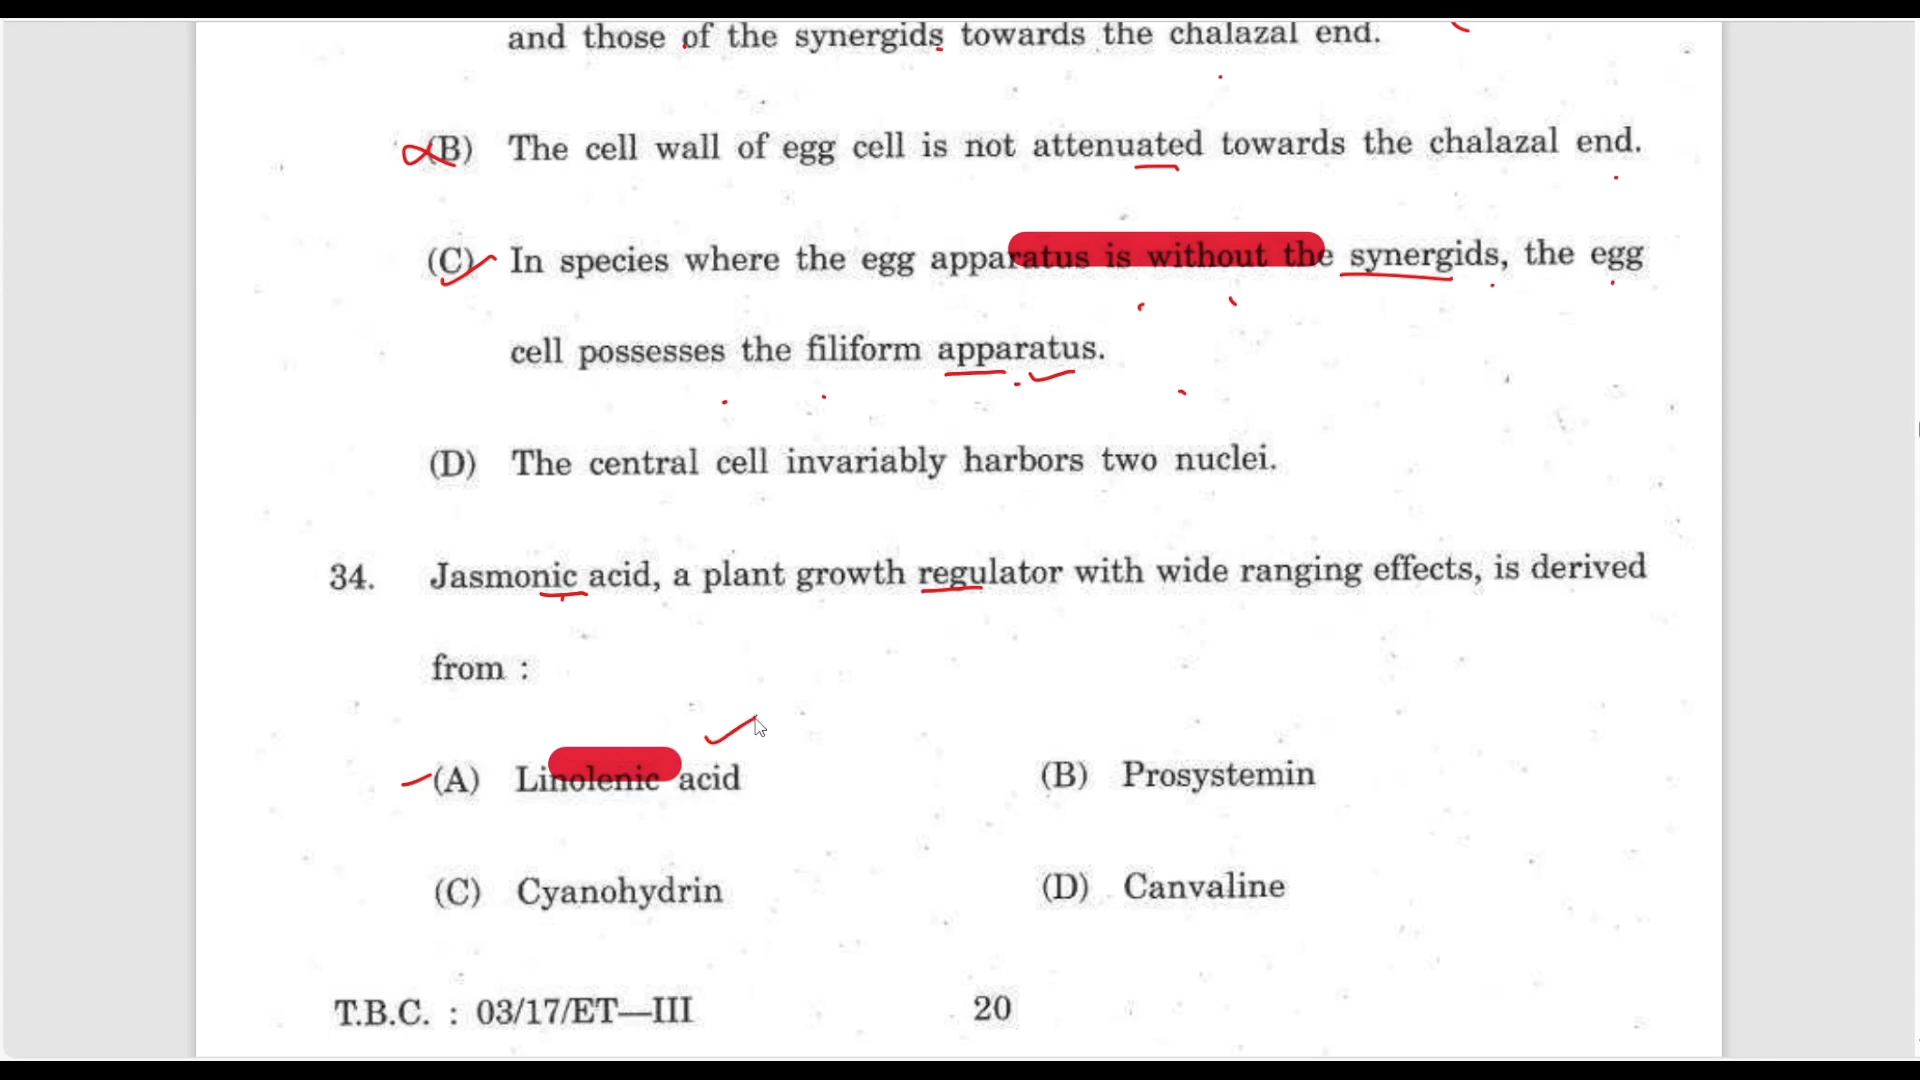 and those of the synergids towards the chalazal end.
(B) The cell wall of egg cell is not attenuated towards the chalazal end.
(C) In species where the egg apparatus is without the synergids, the egg
cell possesses the filiform apparatus.
(D) The central cell invariably harbors two nuclei.
34. Jasmonic acid, a plant growth regulator with wide ranging effects, is derived
from :
(A) Linolenic acid (B) Prosystemin
(C) Cyanohydrin (D) Canvaline
T.B.C. : 03/17/ET—III 20